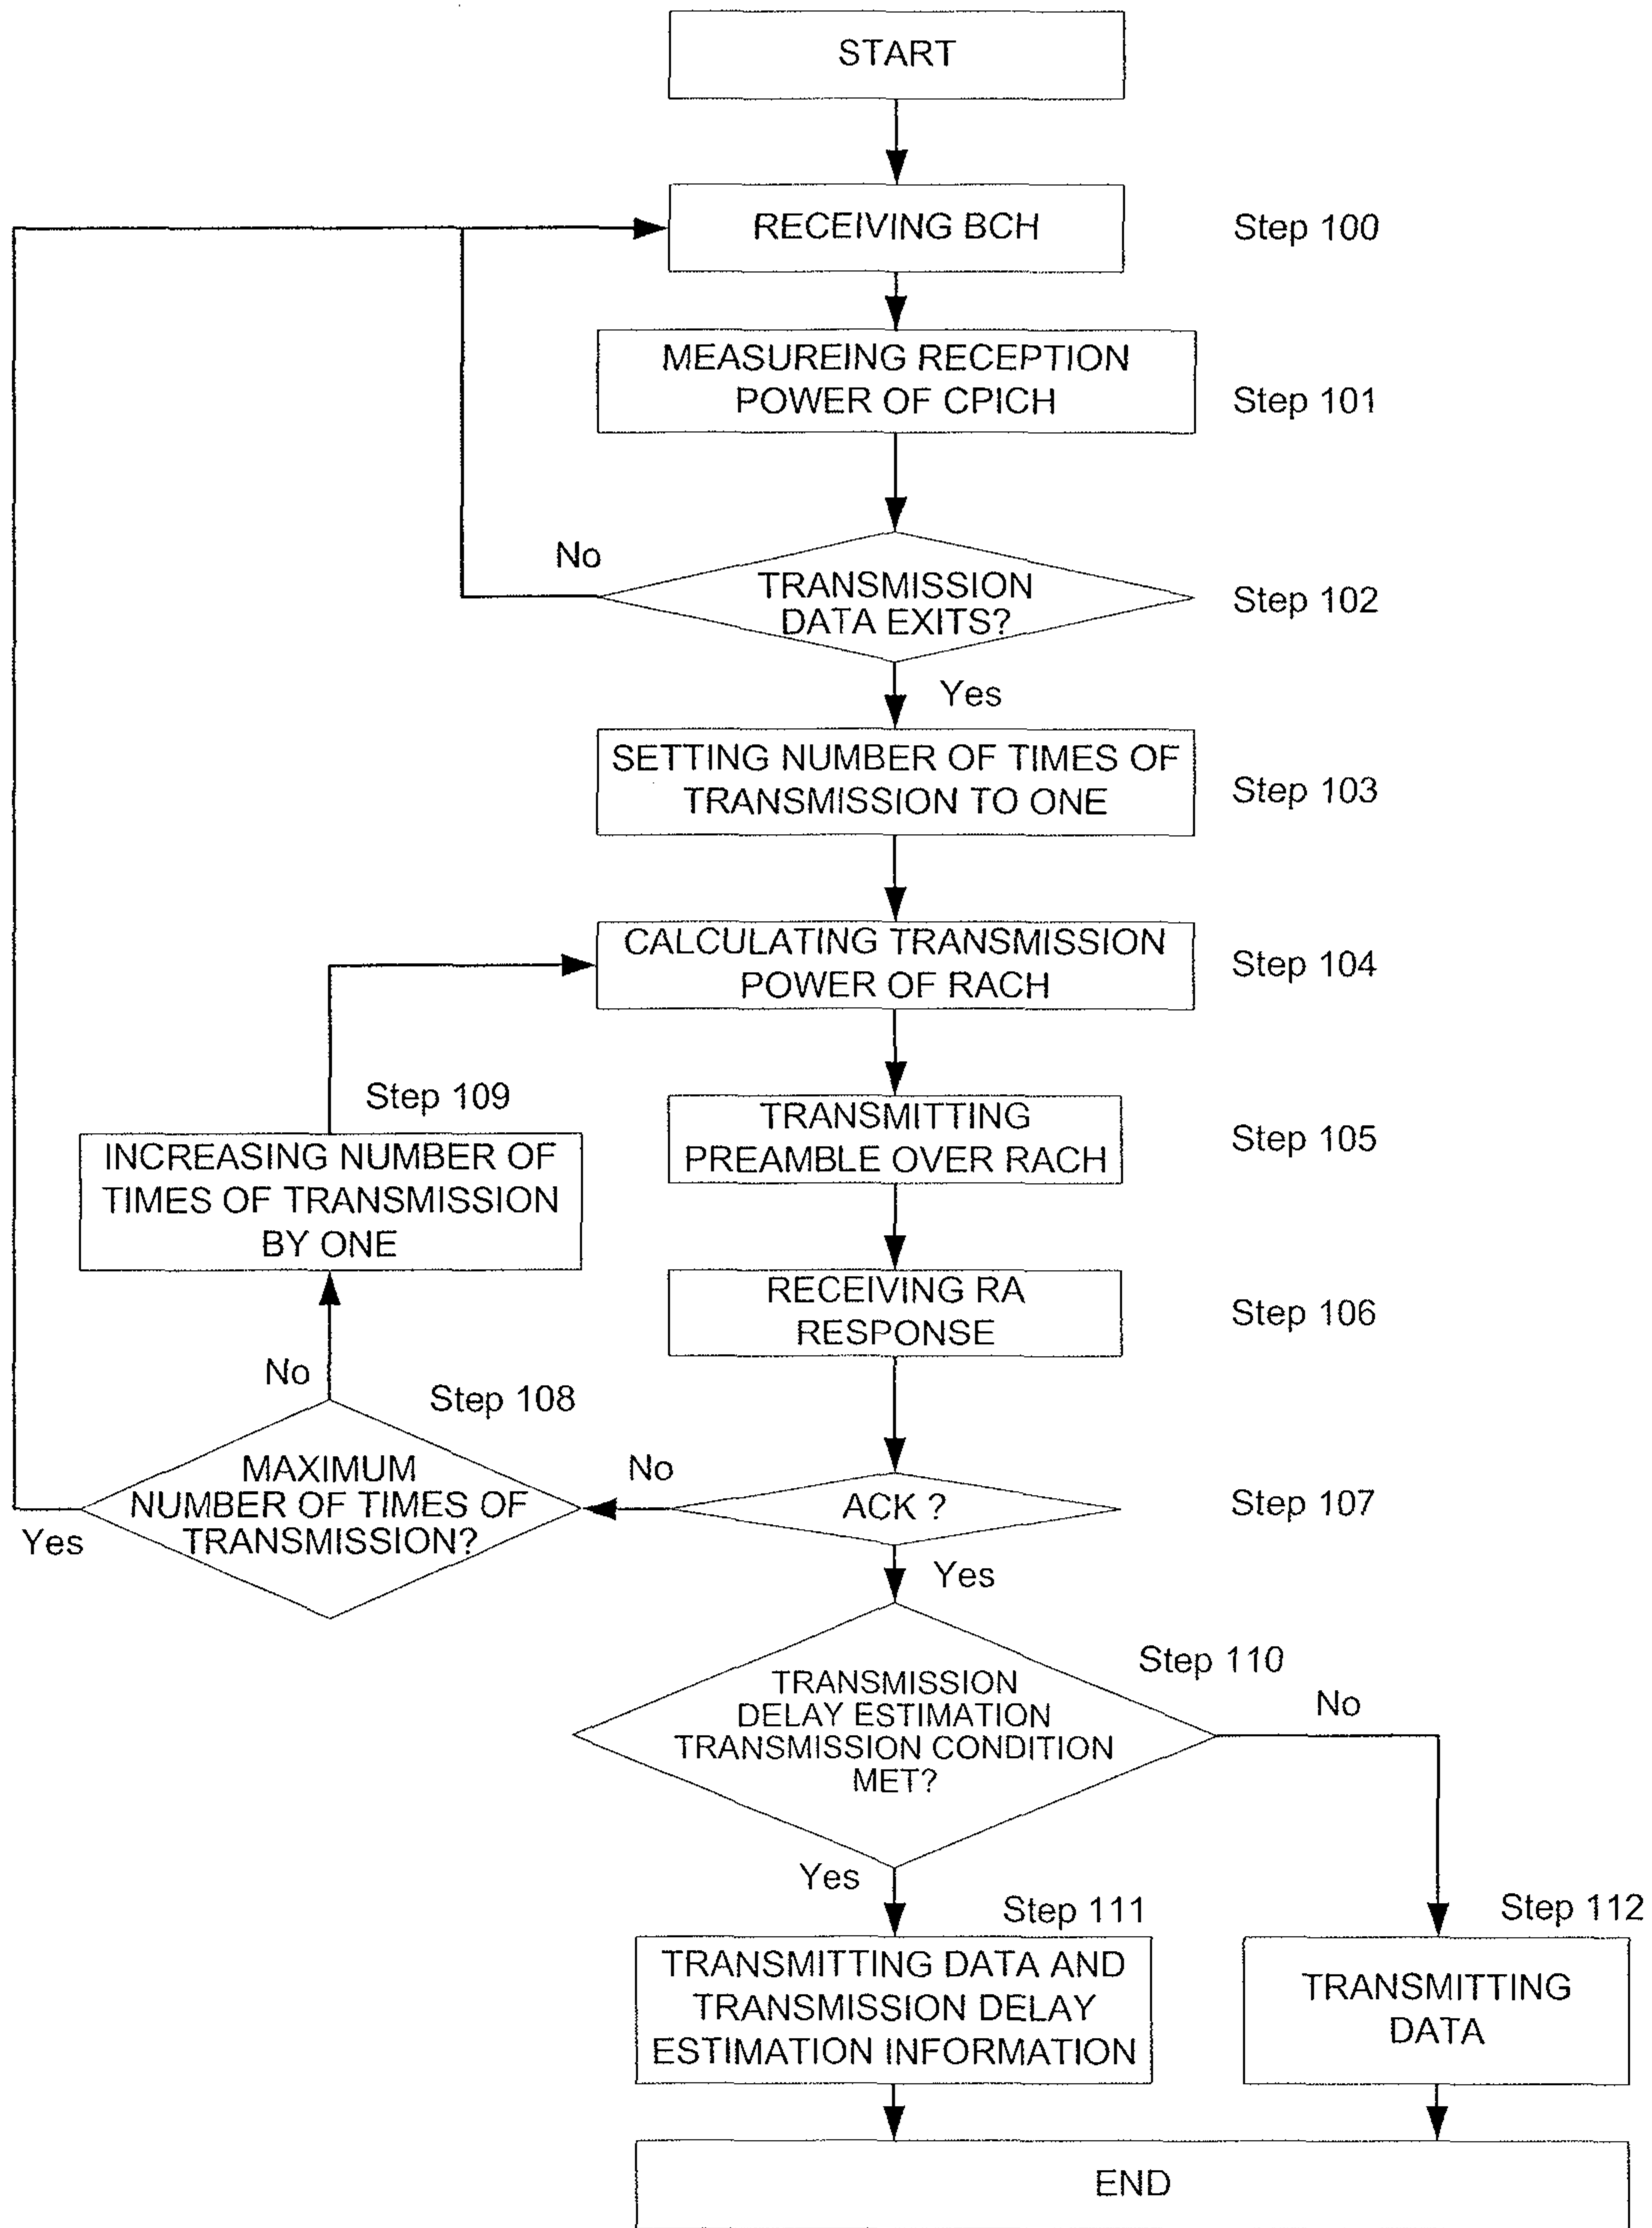 START
RECEIVING BCH
Step 100
MEASUREING RECEPTION
POWER OF CPICH
Step 101
No
TRANSMISSION
DATA EXITS?
Step 102
Yes
SETTING NUMBER OF TIMES OF
TRANSMISSION TO ONE
Step 103
CALCULATING TRANSMISSION
POWER OF RACH
Step 104
Step 109
INCREASING NUMBER OF
TIMES OF TRANSMISSION
BY ONE
TRANSMITTING
PREAMBLE OVER RACH
Step 105
RECEIVING RA
RESPONSE
Step 106
No
Step 108
MAXIMUM
NUMBER OF TIMES OF
TRANSMISSION?
Yes
No
ACK ?
Step 107
Yes
Step 110
TRANSMISSION
DELAY ESTIMATION
TRANSMISSION CONDITION
MET?
No
Yes
Step 111
TRANSMITTING DATA AND
TRANSMISSION DELAY
ESTIMATION INFORMATION
Step 112
TRANSMITTING
DATA
END